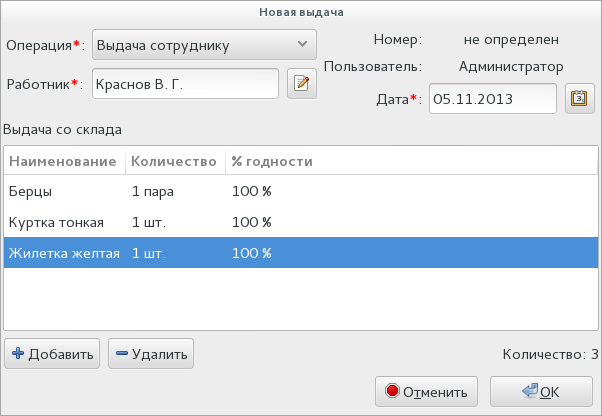 Новая выдача
Операция*: Выдача сотруднику Номер: не определен
Пользователь: Администратор
Работник*: Краснов В. Г. Дата*: 05.11.2013
Выдача со склада
Наименование Количество % годности
Берцы 1 пара 100 %
Куртка тонкая 1 шт. 100 %
Жилетка желтая 1 шт. 100 %
Добавить Удалить Количество: 3
Отменить OK